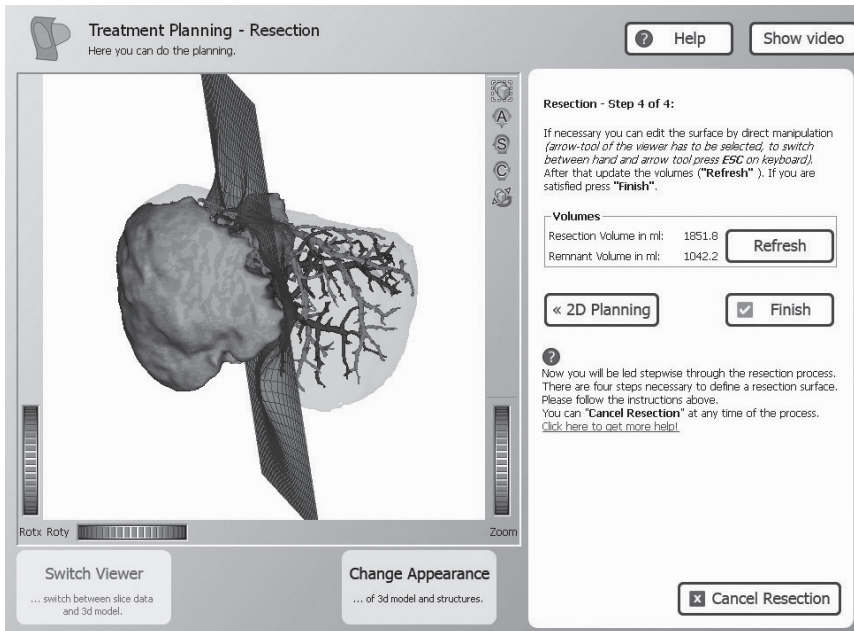 Treatment Planning - Resection
Here you can do the planning.
? Help
Show video
A
S
C
Resection - Step 4 of 4:
If necessary you can edit the surface by direct manipulation
(arrow-tool of the viewer has to be selected, to switch
between hand and arrow tool press ESC on keyboard).
After that update the volumes ("Refresh" ). If you are
satisfied press "Finish".
Volumes
Resection Volume in ml: 1851.8
Remnant Volume in ml: 1042.2
Refresh
« 2D Planning
Finish
?
Now you will be led stepwise through the resection process.
There are four steps necessary to define a resection surface.
Please follow the instructions above.
You can "Cancel Resection" at any time of the process.
Click here to get more help!
Rotx Roty
Zoom
Switch Viewer
... switch between slice data
and 3d model.
Change Appearance
... of 3d model and structures.
x Cancel Resection